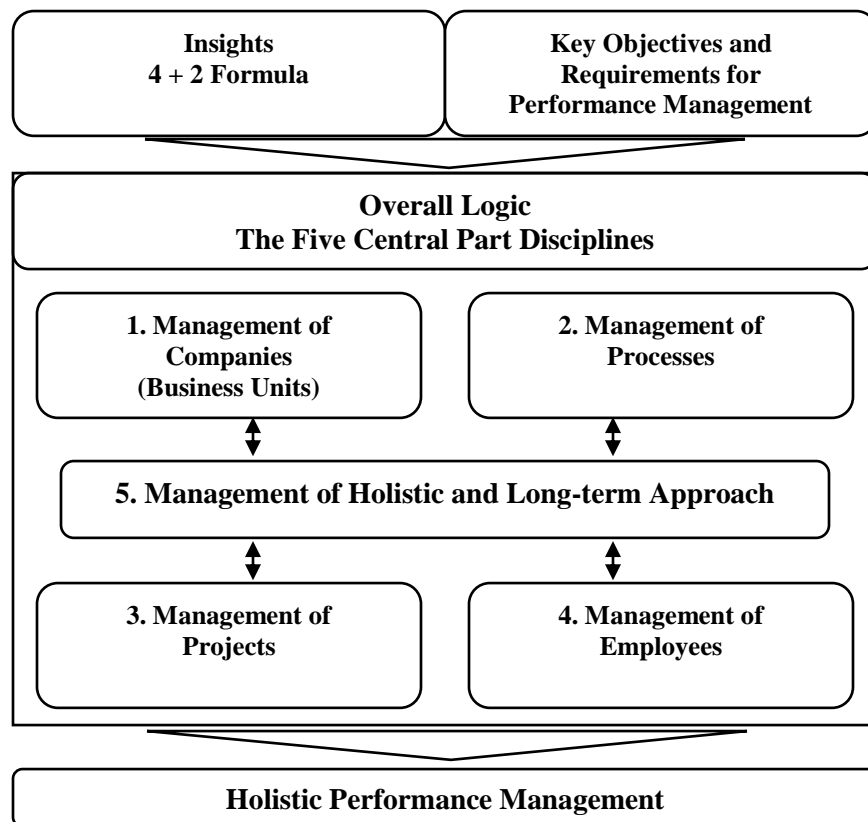 Insights
4 + 2 Formula
Key Objectives and
Requirements for
Performance Management
Overall Logic
The Five Central Part Disciplines
1. Management of
Companies
(Business Units)
2. Management of
Processes
5. Management of Holistic and Long-term Approach
3. Management of
Projects
4. Management of
Employees
Holistic Performance Management